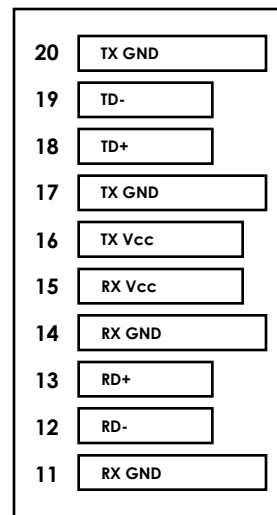 20 TX GND
19 TD-
18 TD+
17 TX GND
16 TX Vcc
15 RX Vcc
14 RX GND
13 RD+
12 RD-
11 RX GND